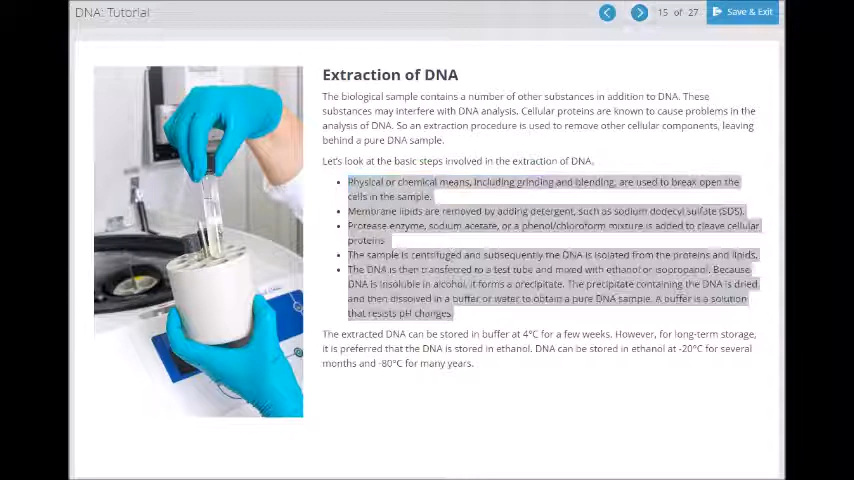 DNA: Tutorial
15 of 27
Save & Exit
Extraction of DNA
The biological sample contains a number of other substances in addition to DNA. These
substances may interfere with DNA analysis. Cellular proteins are known to cause problems in the
analysis of DNA. So an extraction procedure is used to remove other cellular components, leaving
behind a pure DNA sample.
Let's look at the basic steps involved in the extraction of DNA.
• Physical or chemical means, including grinding and blending, are used to break open the
cells in the sample.
• Membrane lipids are removed by adding detergent, such as sodium dodecyl sulfate (SDS).
• Protease enzyme, sodium acetate, or a phenol/chloroform mixture is added to cleave cellular
proteins
• The sample is centrifuged and subsequently the DNA is isolated from the proteins and lipids.
• The DNA is then transferred to a test tube and mixed with ethanol or isopropanol. Because
DNA is insoluble in alcohol, it forms a precipitate. The precipitate containing the DNA is dried
and then dissolved in a buffer or water to obtain a pure DNA sample. A buffer is a solution
that resists pH changes.
The extracted DNA can be stored in buffer at 4°C for a few weeks. However, for long-term storage,
it is preferred that the DNA is stored in ethanol. DNA can be stored in ethanol at -20°C for several
months and -80°C for many years.